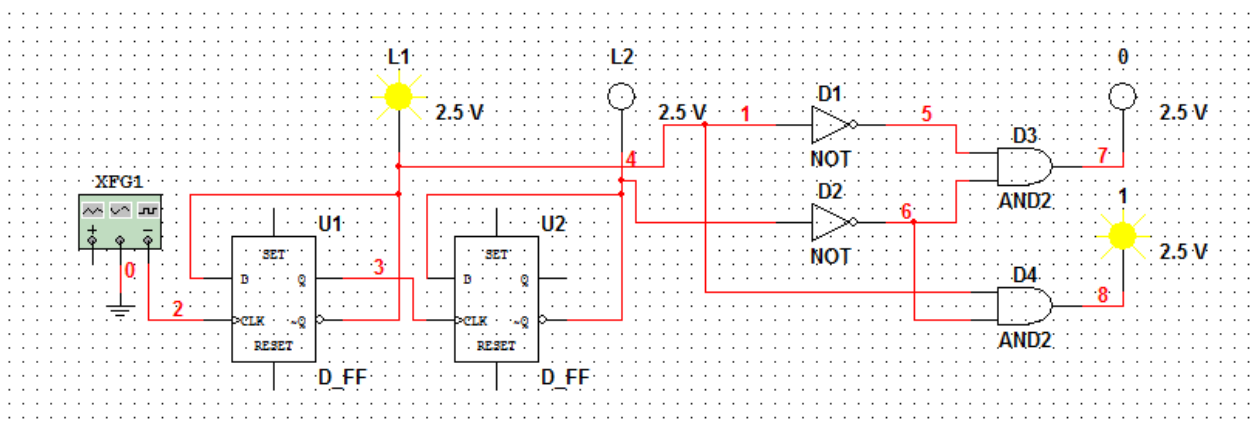 L1
L2
0
2.5 V
2.5 V
2.5 V
D1
1
5
NOT
D3
4
7
AND2
XFG1
D2
6
NOT
1
2.5 V
+
−
0
U1
U2
SET
SET
D
Q
3
D
Q
D4
8
2
CLK
~Q
CLK
~Q
AND2
RESET
RESET
D_FF
D_FF